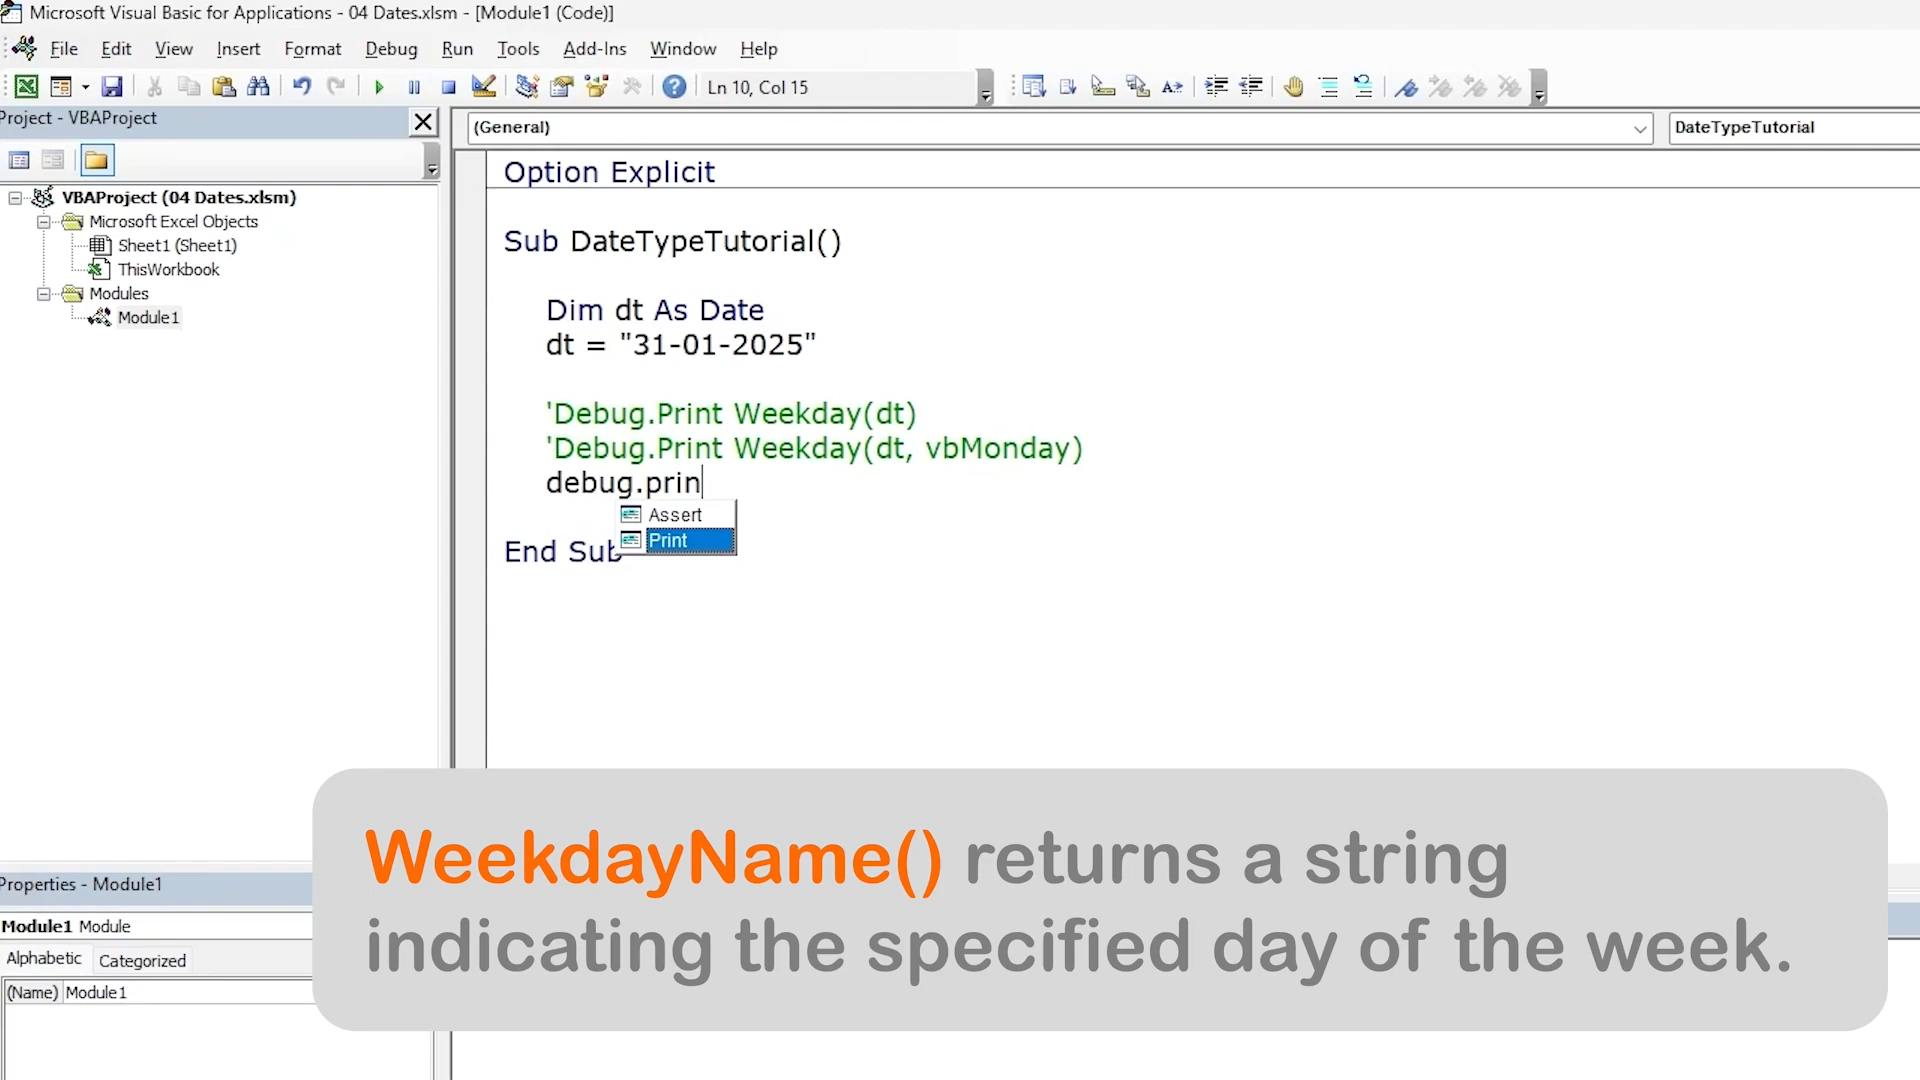 Microsoft Visual Basic for Applications - 04 Dates.xlsm - [Module1 (Code)]
File Edit View Insert Format Debug Run Tools Add-Ins Window Help
Ln 10, Col 15
Project - VBAProject
(General)
DateTypeTutorial
VBAProject (04 Dates.xlsm)
Microsoft Excel Objects
Sheet1 (Sheet1)
ThisWorkbook
Modules
Module1
Option Explicit
Sub DateTypeTutorial()
Dim dt As Date
dt = "31-01-2025"
'Debug.Print Weekday(dt)
'Debug.Print Weekday(dt, vbMonday)
debug.prin
Assert
Print
End Sub
Properties - Module1
Module1 Module
Alphabetic Categorized
(Name) Module1
WeekdayName() returns a string
indicating the specified day of the week.